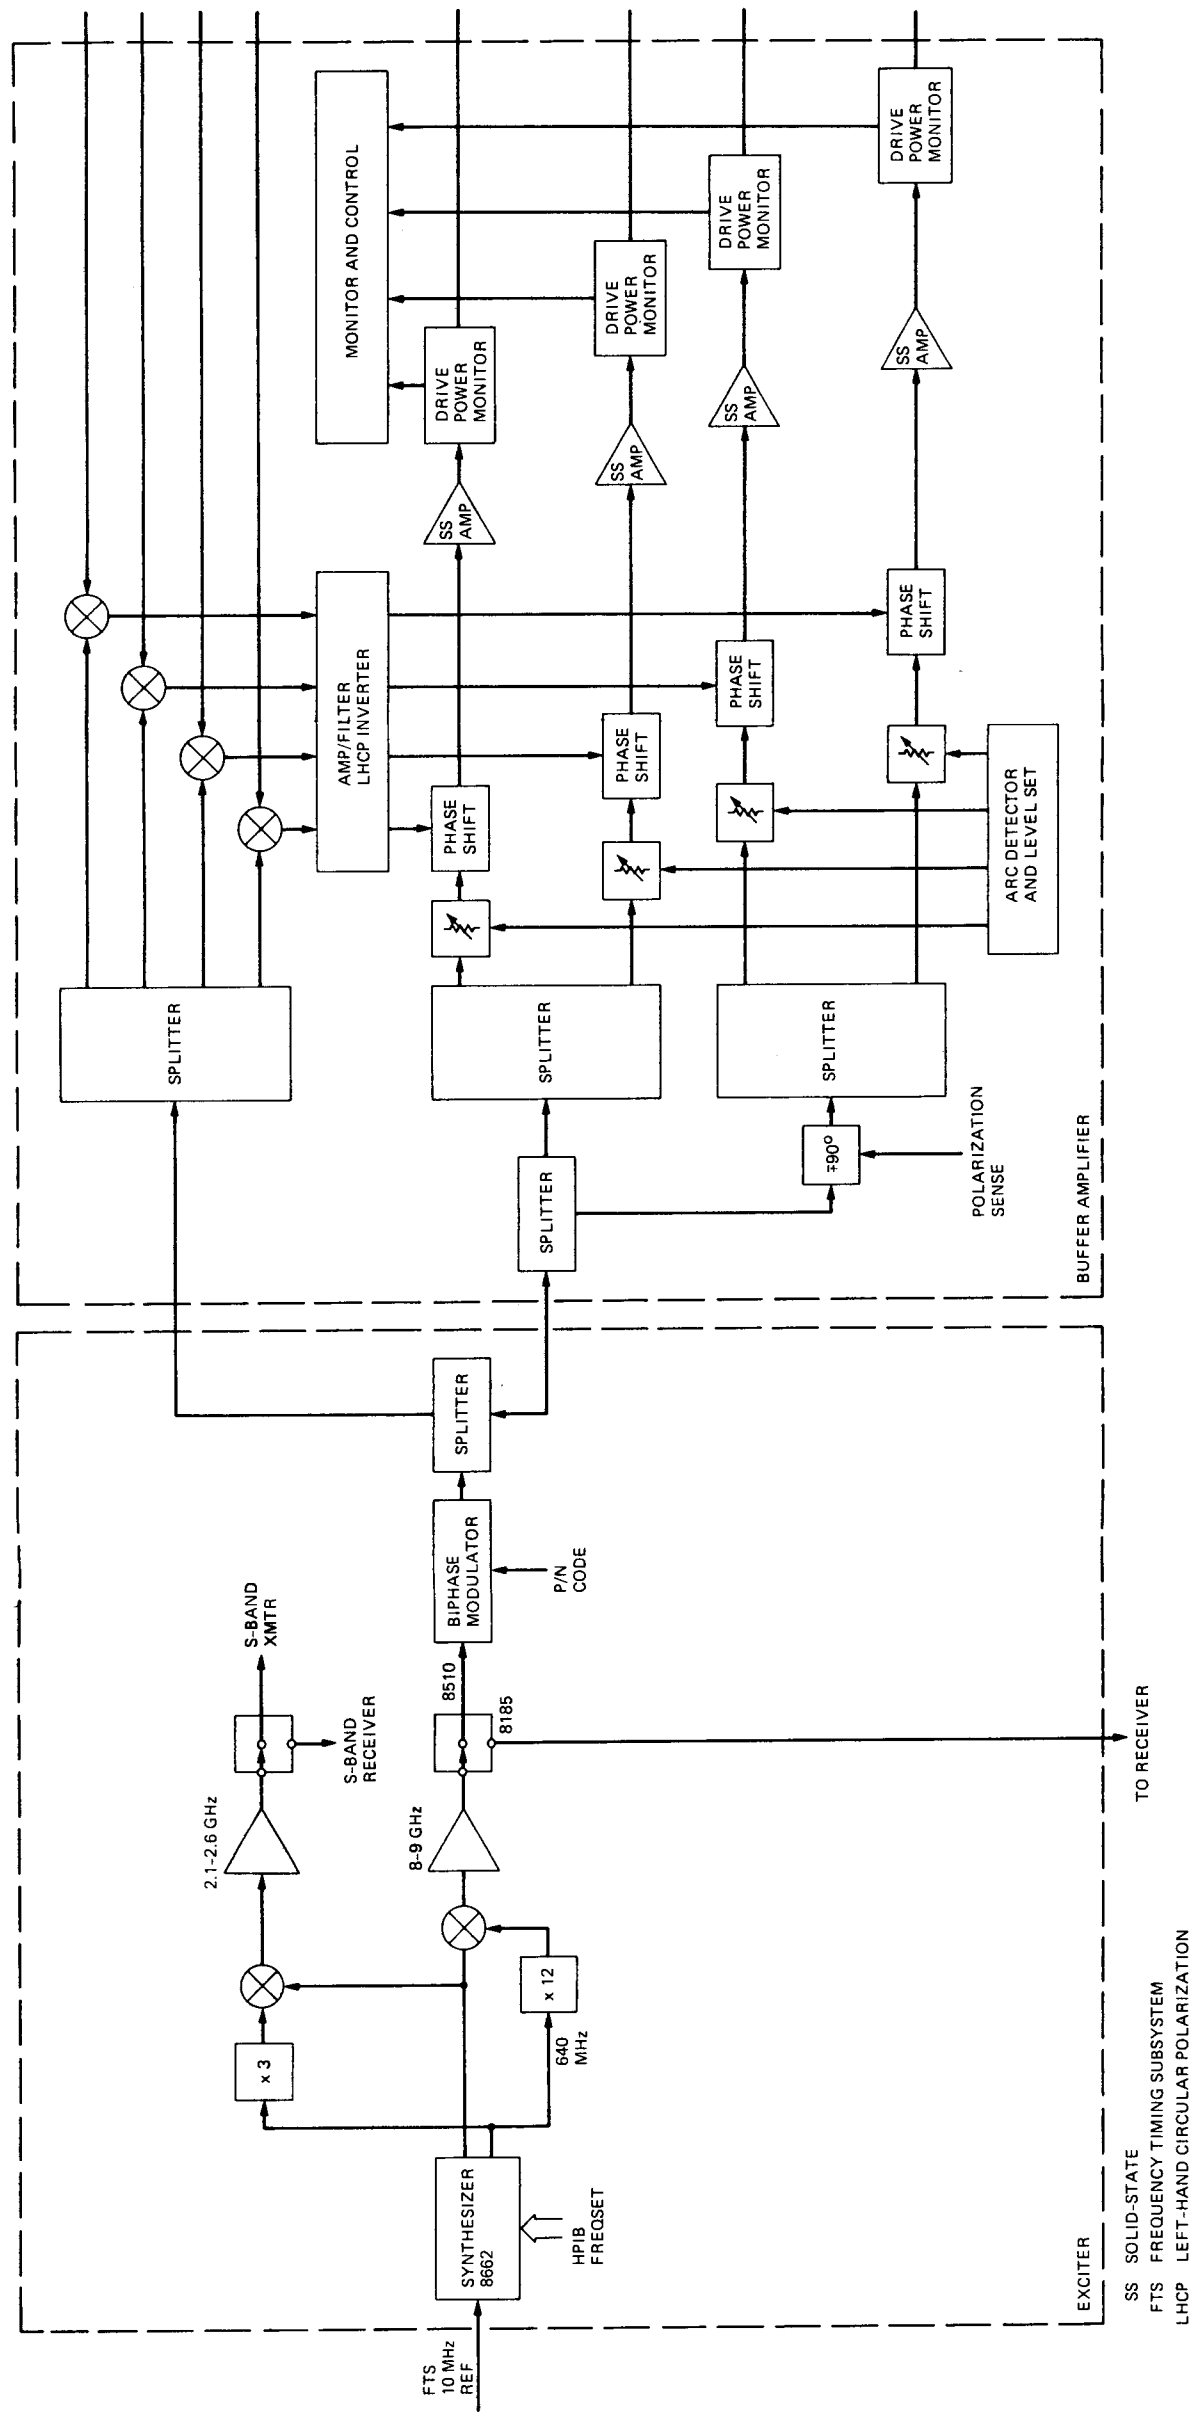 FTS
10 MHz
REF
SYNTHESIZER
8662
HPIB
FREQSET
x 3
640
MHz
x 12
2.1-2.6 GHz
8-9 GHz
S-BAND
RECEIVER
S-BAND
XMTR
8510
8185
TO RECEIVER
BIPHASE
MODULATOR
P/N
CODE
SPLITTER
EXCITER
SPLITTER
SPLITTER
SPLITTER
SPLITTER
∓90°
POLARIZATION
SENSE
AMP/FILTER
LHCP INVERTER
PHASE
SHIFT
PHASE
SHIFT
PHASE
SHIFT
PHASE
SHIFT
ARC DETECTOR
AND LEVEL SET
SS
AMP
SS
AMP
SS
AMP
SS
AMP
DRIVE
POWER
MONITOR
DRIVE
POWER
MONITOR
DRIVE
POWER
MONITOR
DRIVE
POWER
MONITOR
MONITOR AND CONTROL
BUFFER AMPLIFIER
SS SOLID-STATE
FTS FREQUENCY TIMING SUBSYSTEM
LHCP LEFT-HAND CIRCULAR POLARIZATION